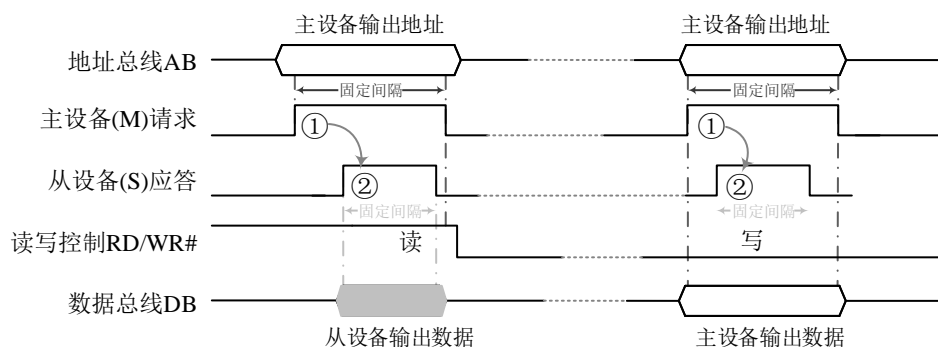 主设备输出地址 主设备输出地址
地址总线AB
固定间隔 固定间隔
主设备(M)请求 ① ①
从设备(S)应答 ② ②
固定间隔 固定间隔
读写控制RD/WR# 读 写
数据总线DB
从设备输出数据 主设备输出数据